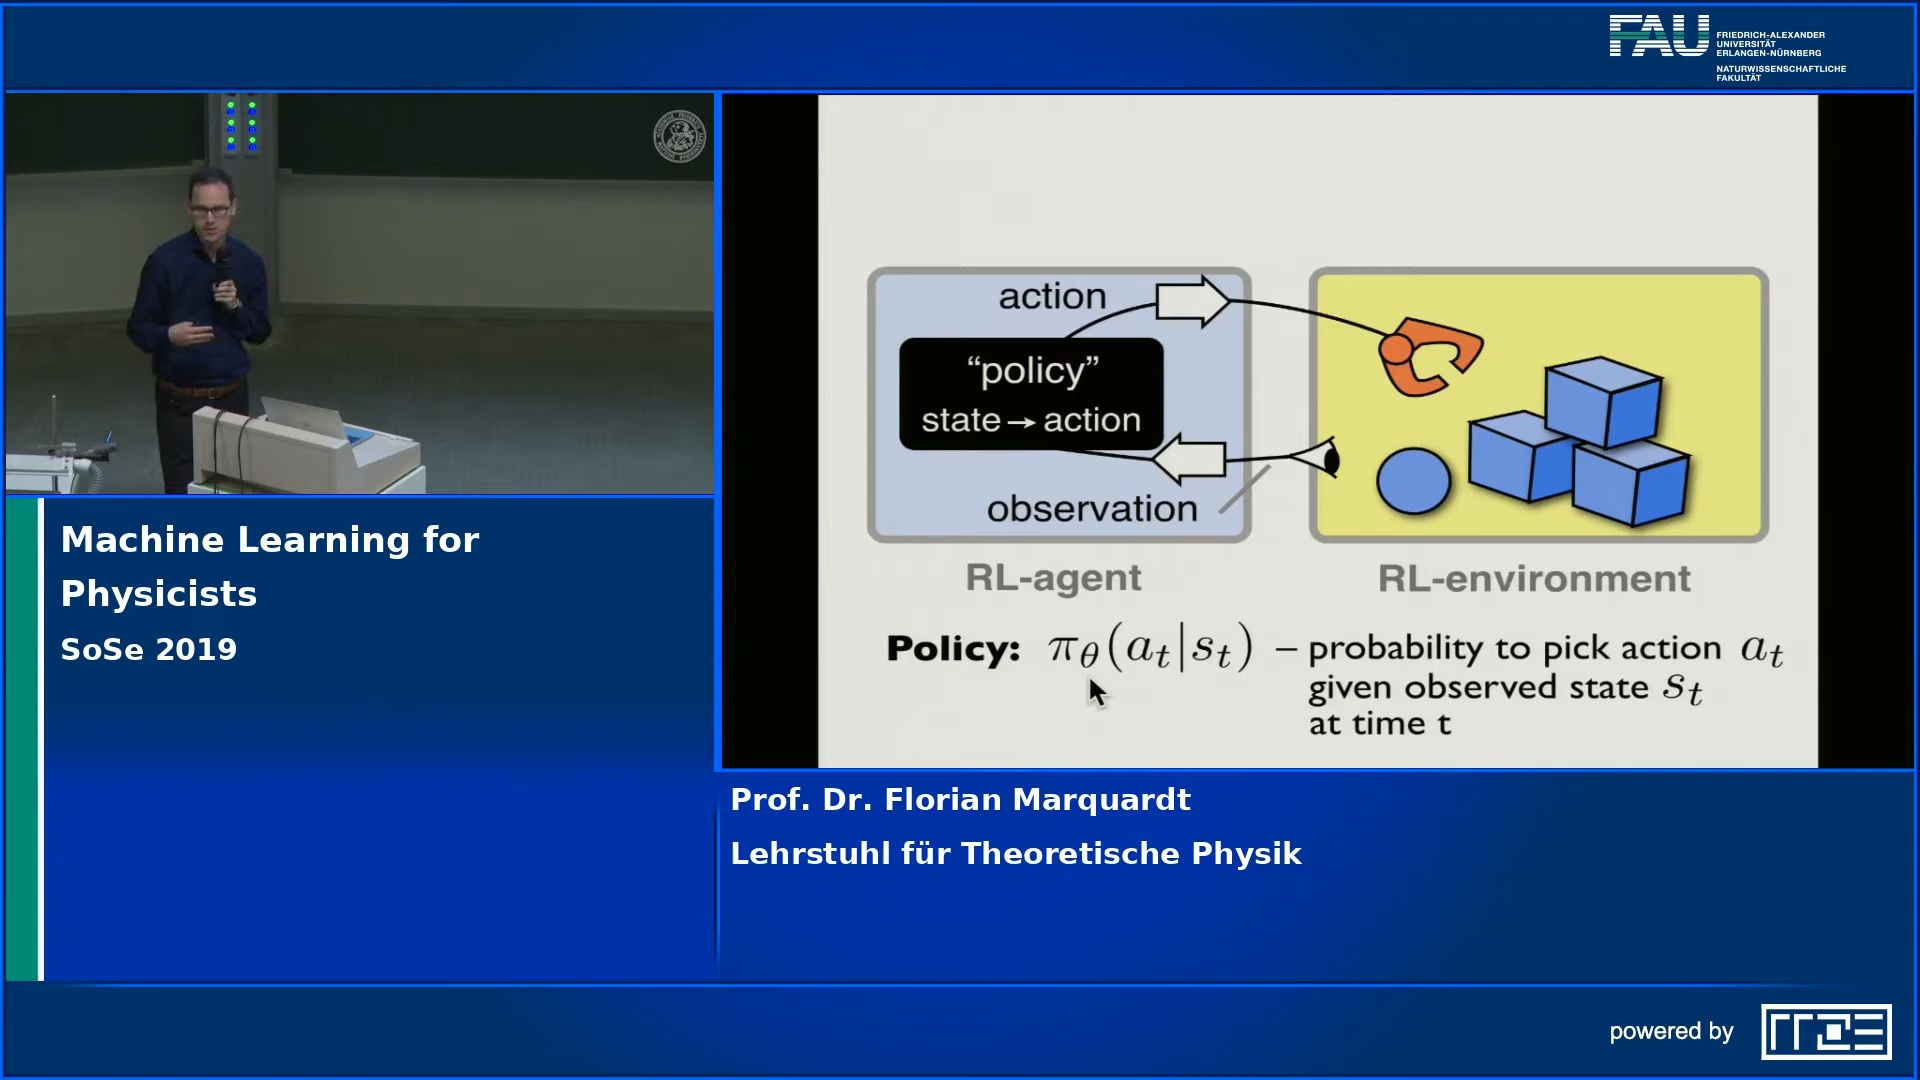 FAU
FRIEDRICH-ALEXANDER
UNIVERSITÄT
ERLANGEN-NÜRNBERG
NATURWISSENSCHAFTLICHE
FAKULTÄT
action
“policy”
state → action
observation
RL-agent
RL-environment
Policy: πθ(at|st) – probability to pick action at
given observed state st
at time t
Machine Learning for
Physicists
SoSe 2019
Prof. Dr. Florian Marquardt
Lehrstuhl für Theoretische Physik
powered by
rrze